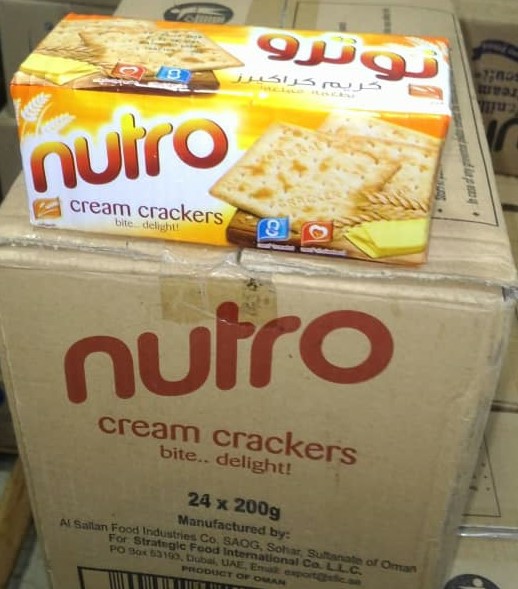 نوترو
كريم كراكرز
nutro
cream crackers
bite.. delight!
nutro
cream crackers
bite.. delight!
24 x 200g
Manufactured by:
Al Sallan Food Industries Co. SAOG, Sohar, Sultanate of Oman
For: Strategic Food International Co. L.L.C.
PO Box 53193, Dubai, UAE, Email: export@sfic.ae
PRODUCT OF OMAN